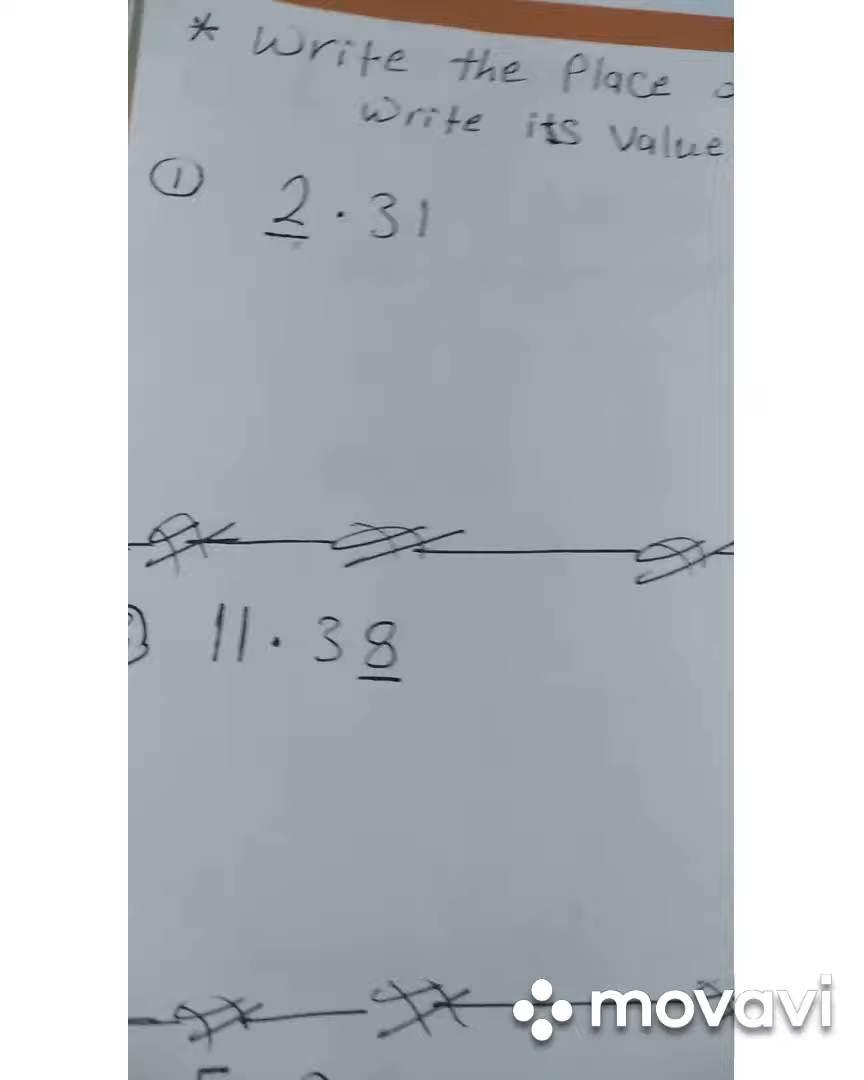 * Write the Place
Write its Value
① 2.31
11.38
movavi